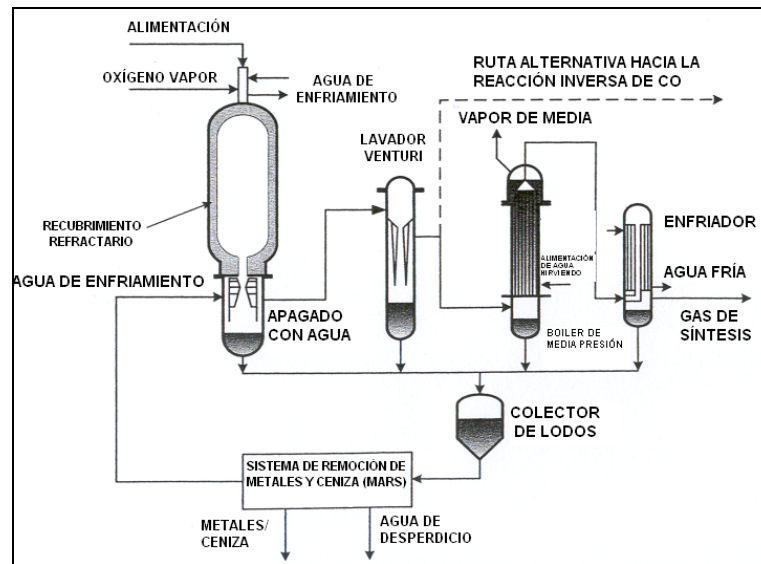 ALIMENTACIÓN
OXÍGENO VAPOR
AGUA DE
ENFRIAMIENTO
RUTA ALTERNATIVA HACIA LA
REACCIÓN INVERSA DE CO
VAPOR DE MEDIA
LAVADOR
VENTURI
RECUBRIMIENTO
REFRACTARIO
ENFRIADOR
ALIMENTACIÓN
DE AGUA
HIRVIENDO
AGUA DE ENFRIAMIENTO
AGUA FRÍA
APAGADO
CON AGUA
GAS DE
SÍNTESIS
BOILER DE
MEDIA PRESIÓN
COLECTOR
DE LODOS
SISTEMA DE REMOCIÓN DE
METALES Y CENIZA (MARS)
METALES/
CENIZA
AGUA DE
DESPERDICIO